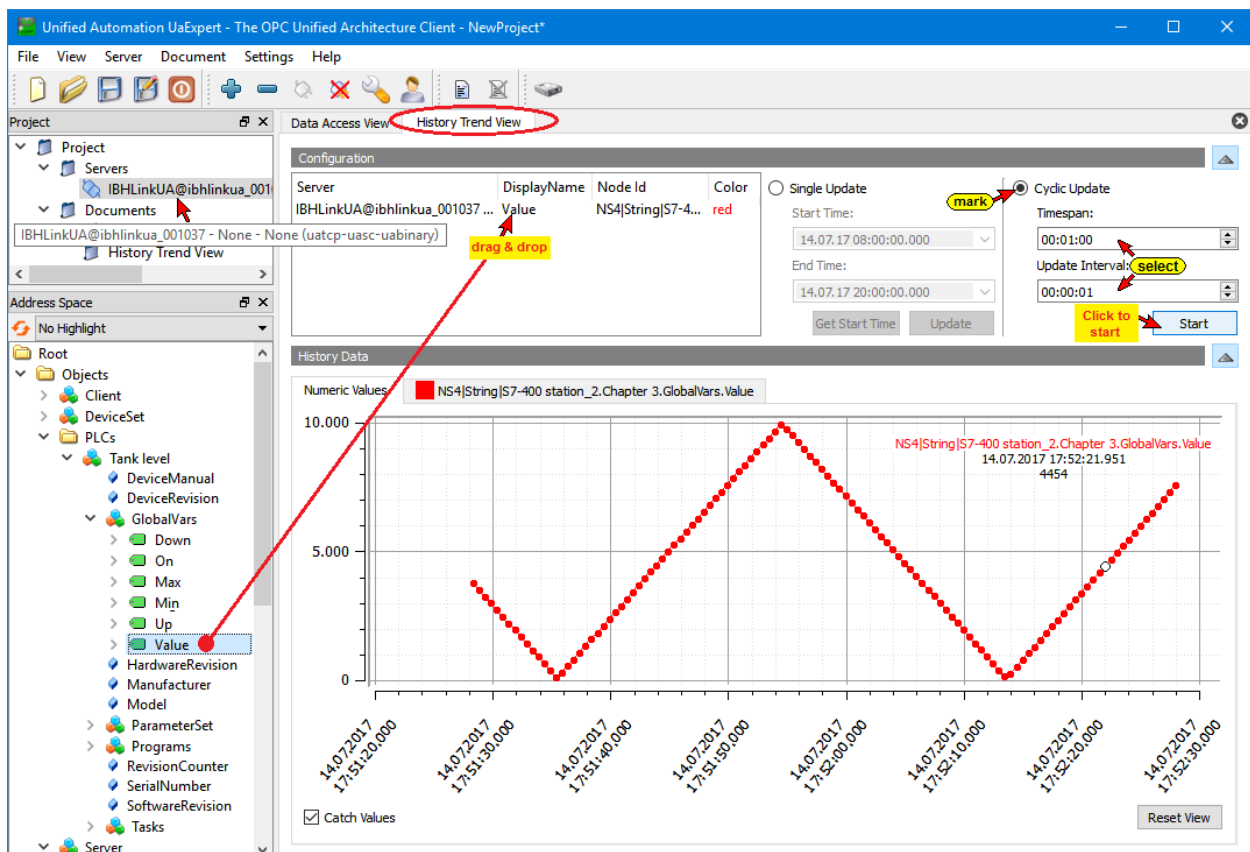 Unified Automation UaExpert - The OPC Unified Architecture Client - NewProject*
File View Server Document Settings Help
Project
Project
Servers
IBHLinkUA@ibhlinkua_001
Documents
IBHLinkUA@ibhlinkua_001037 - None - None (uatcp-uasc-uabinary)
History Trend View
Address Space
No Highlight
Root
Objects
Client
DeviceSet
PLCs
Tank level
DeviceManual
DeviceRevision
GlobalVars
Down
On
Max
Min
Up
Value
HardwareRevision
Manufacturer
Model
ParameterSet
Programs
RevisionCounter
SerialNumber
SoftwareRevision
Tasks
Server
Data Access View History Trend View
Configuration
Server DisplayName Node Id Color
IBHLinkUA@ibhlinkua_001037 ... Value NS4|String|S7-4... red
drag & drop
Single Update
Start Time:
14.07.17 08:00:00.000
End Time:
14.07.17 20:00:00.000
Get Start Time Update
mark
Cyclic Update
Timespan:
00:01:00
Update Interval:
select
00:00:01
Click to
start
Start
History Data
Numeric Values NS4|String|S7-400 station_2.Chapter 3.GlobalVars.Value
10.000
NS4|String|S7-400 station_2.Chapter 3.GlobalVars.Value
14.07.2017 17:52:21.951
4454
5.000
0
14.07.2017
17:51:20.000
14.07.2017
17:51:30.000
14.07.2017
17:51:40.000
14.07.2017
17:51:50.000
14.07.2017
17:52:00.000
14.07.2017
17:52:10.000
14.07.2017
17:52:20.000
14.07.2017
17:52:30.000
Catch Values
Reset View